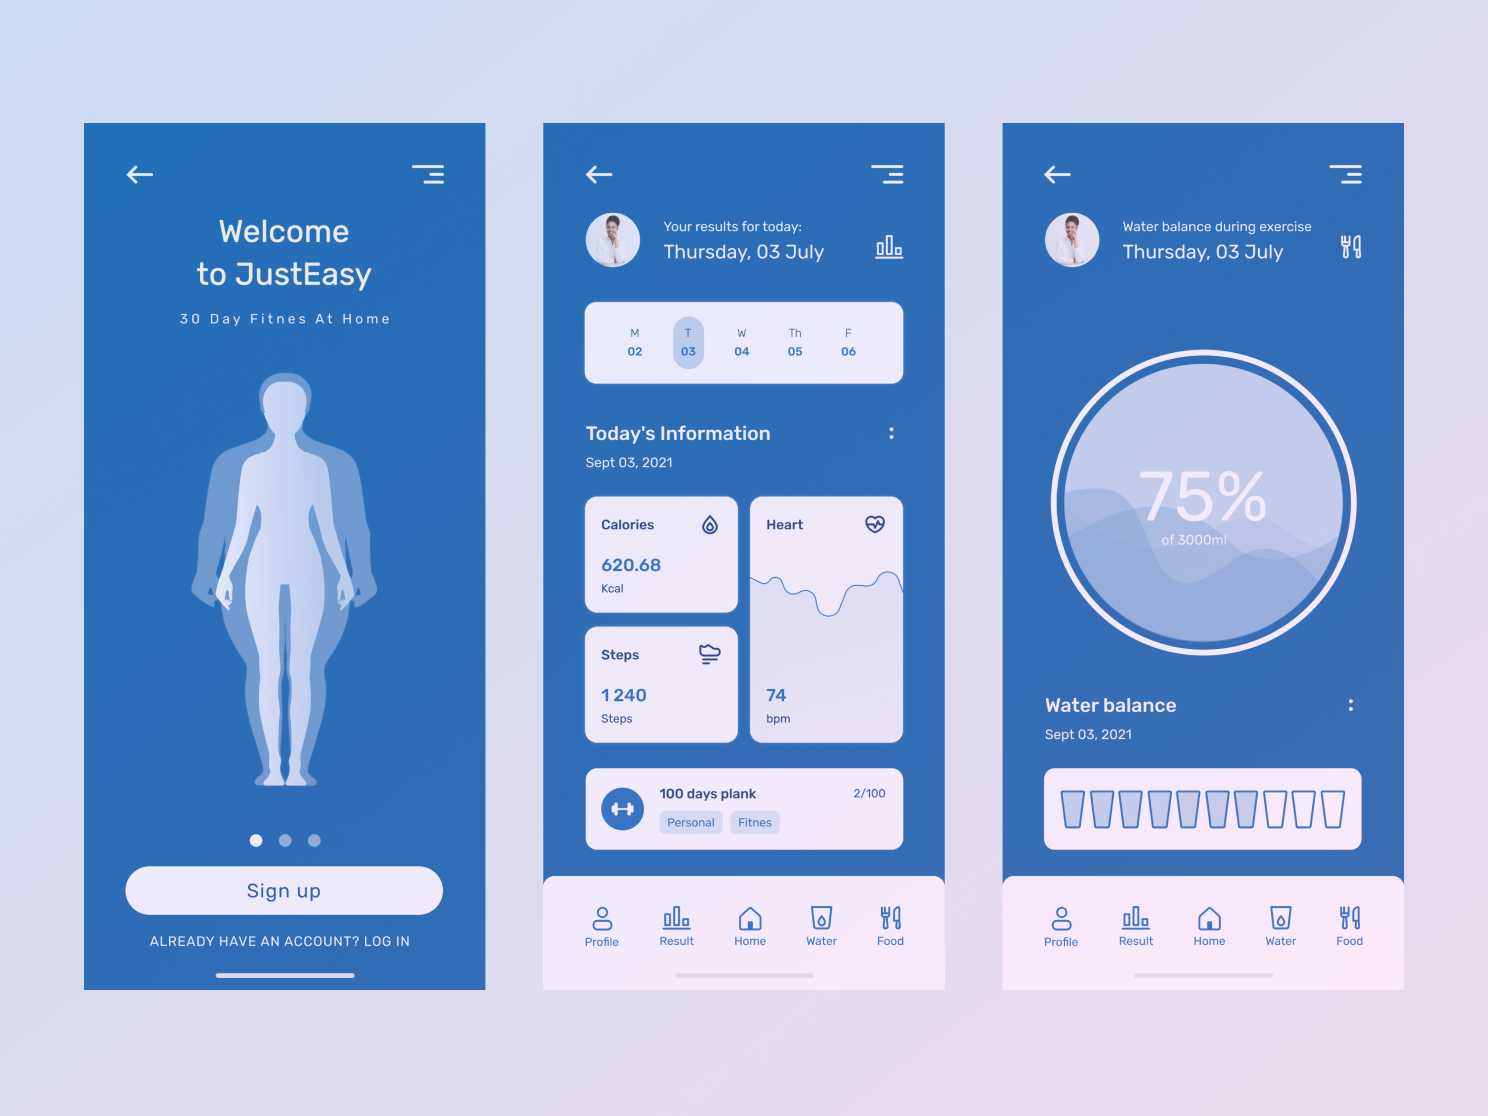 Welcome
to JustEasy
30 Day Fitnes At Home
Sign up
ALREADY HAVE AN ACCOUNT? LOG IN
Your results for today:
Thursday, 03 July
M T W Th F
02 03 04 05 06
Today's Information
Sept 03, 2021
Calories
620.68
Kcal
Heart
74
bpm
Steps
1 240
Steps
100 days plank 2/100
Personal Fitnes
Profile Result Home Water Food
Water balance during exercise
Thursday, 03 July
75%
of 3000ml
Water balance
Sept 03, 2021
Profile Result Home Water Food